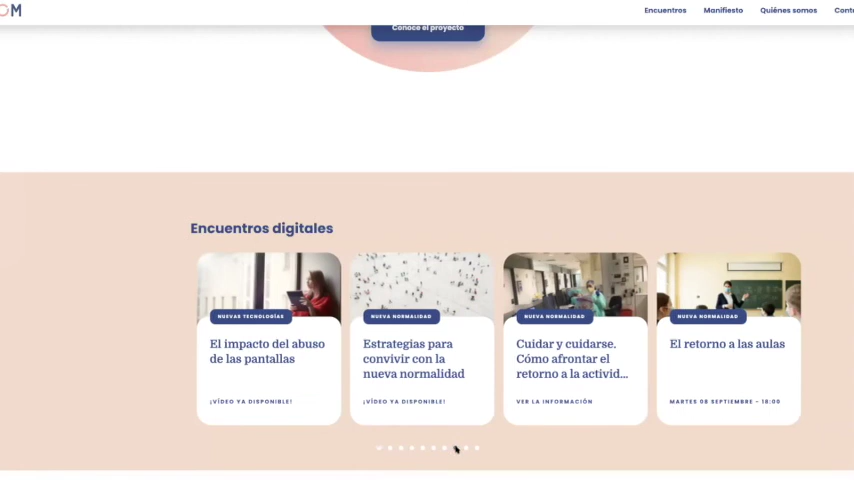 OM
Encuentros
Manifiesto
Quiénes somos
Conoce el proyecto
Encuentros digitales
NUEVAS TECNOLOGÍAS
El impacto del abuso
de las pantallas
¡VÍDEO YA DISPONIBLE!
NUEVA NORMALIDAD
Estrategias para
convivir con la
nueva normalidad
¡VÍDEO YA DISPONIBLE!
NUEVA NORMALIDAD
Cuidar y cuidarse.
Cómo afrontar el
retorno a la activid...
VER LA INFORMACIÓN
NUEVA NORMALIDAD
El retorno a las aulas
MARTES 08 SEPTIEMBRE - 18:00